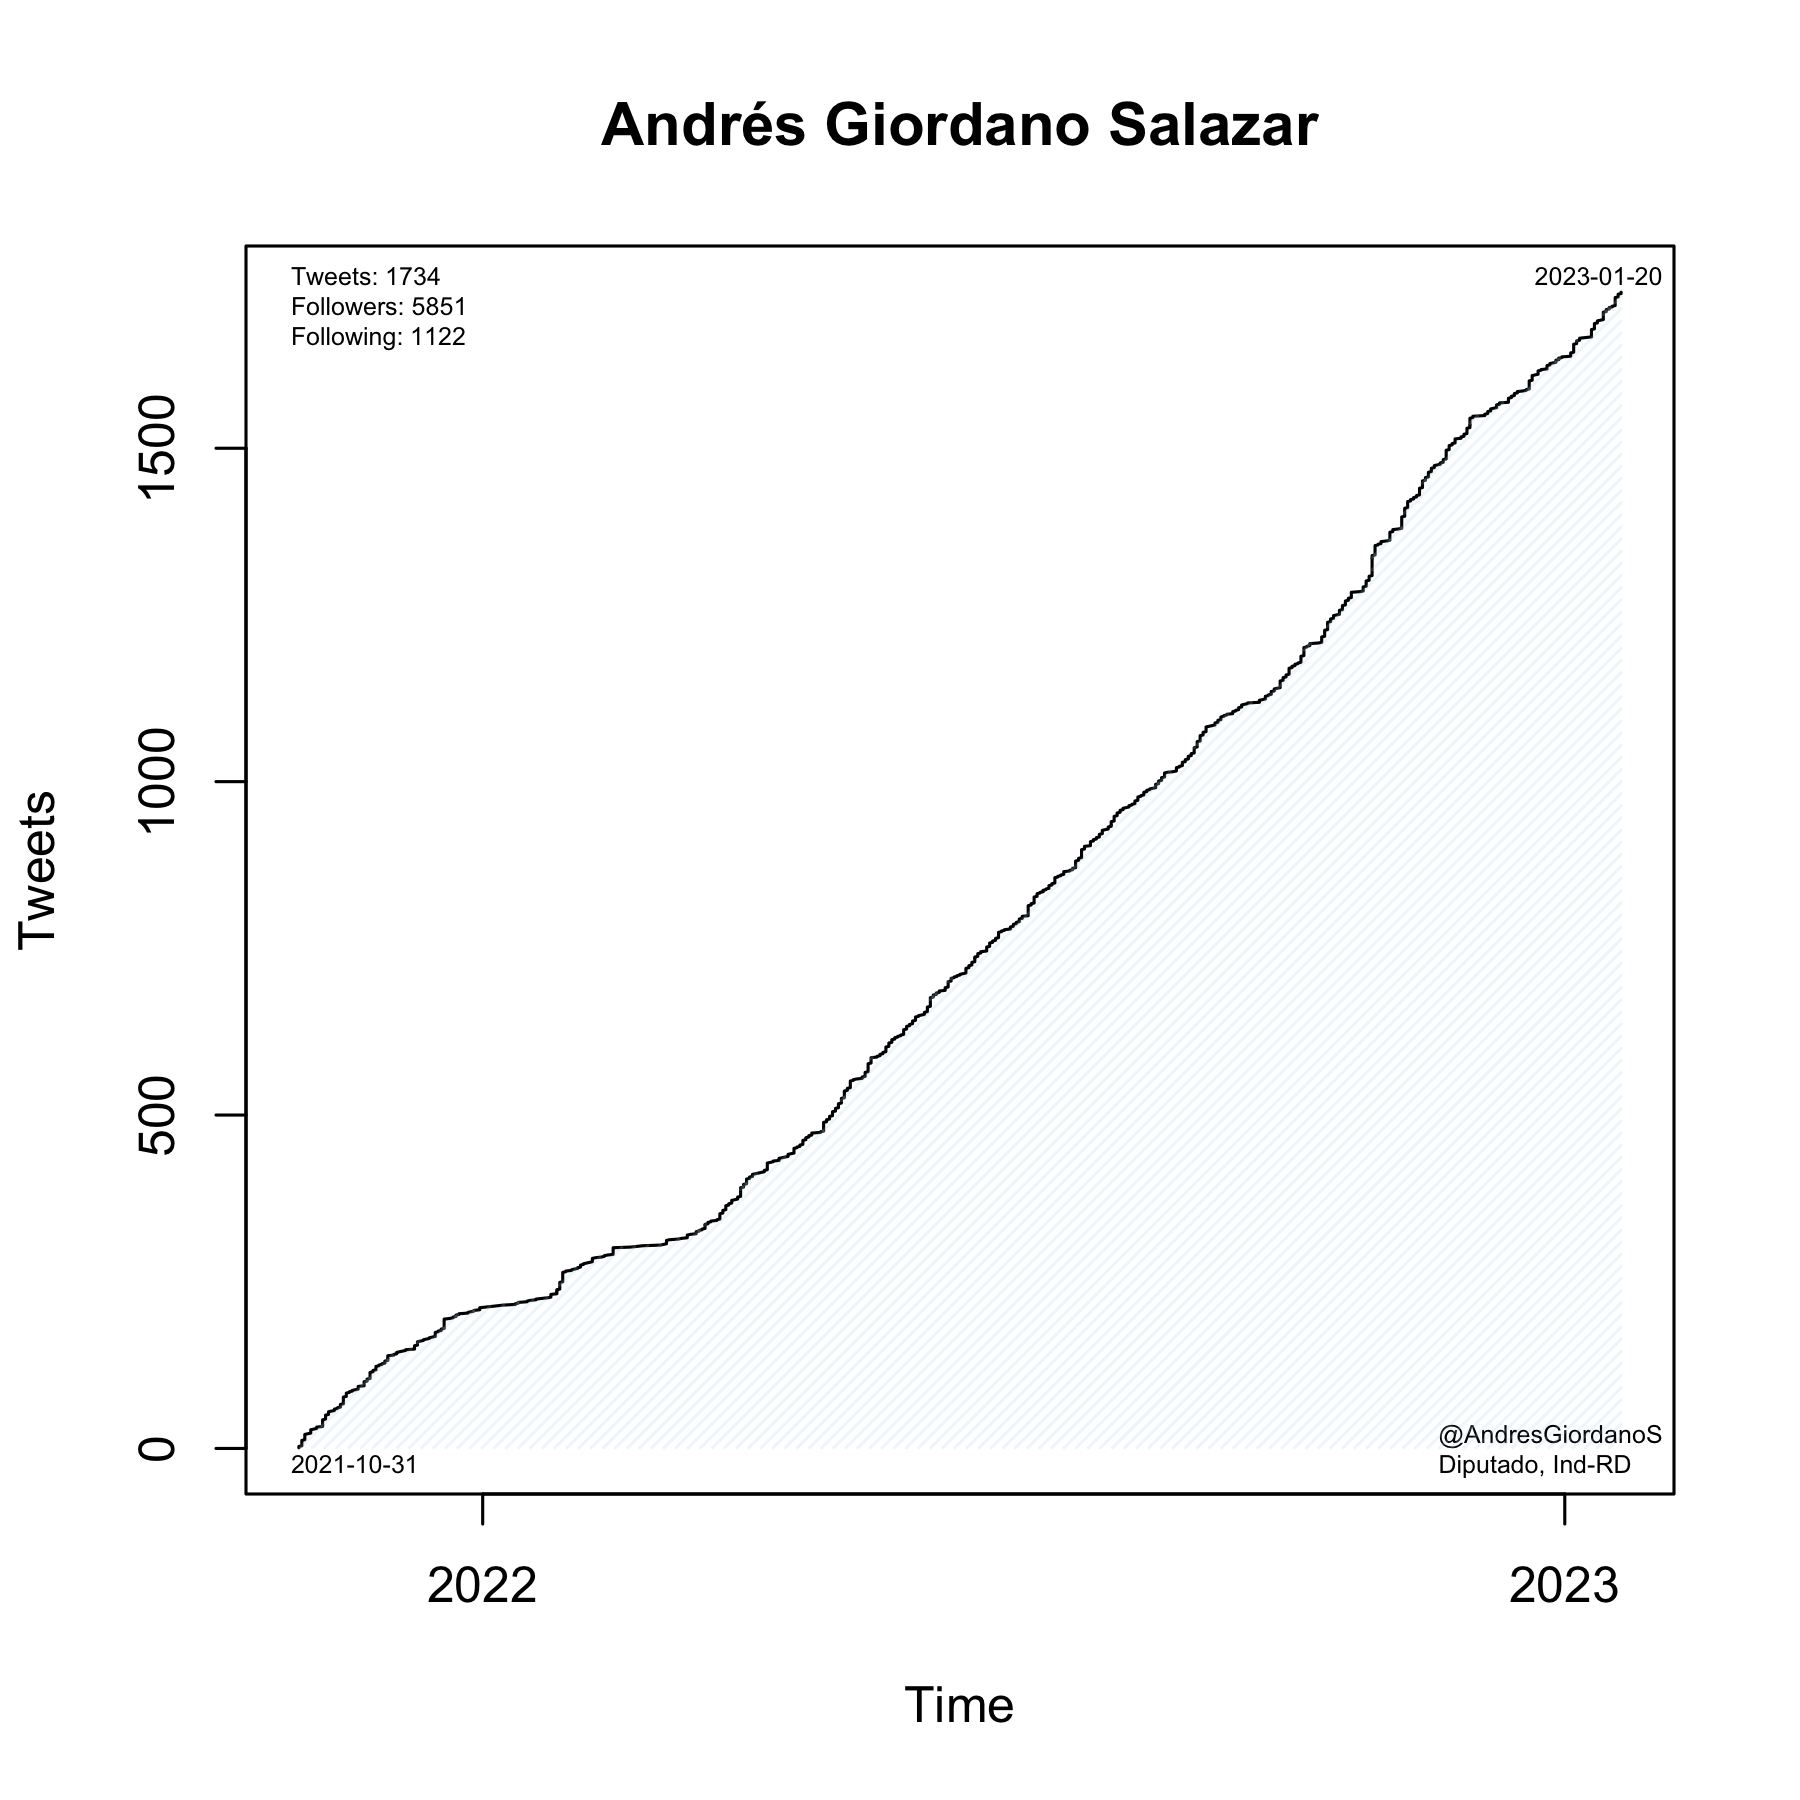 Andrés Giordano Salazar
Tweets: 1734
Followers: 5851
Following: 1122
2023-01-20
1500
1000
500
0
Tweets
2021-10-31
@AndresGiordanoS
Diputado, Ind-RD
2022
2023
Time